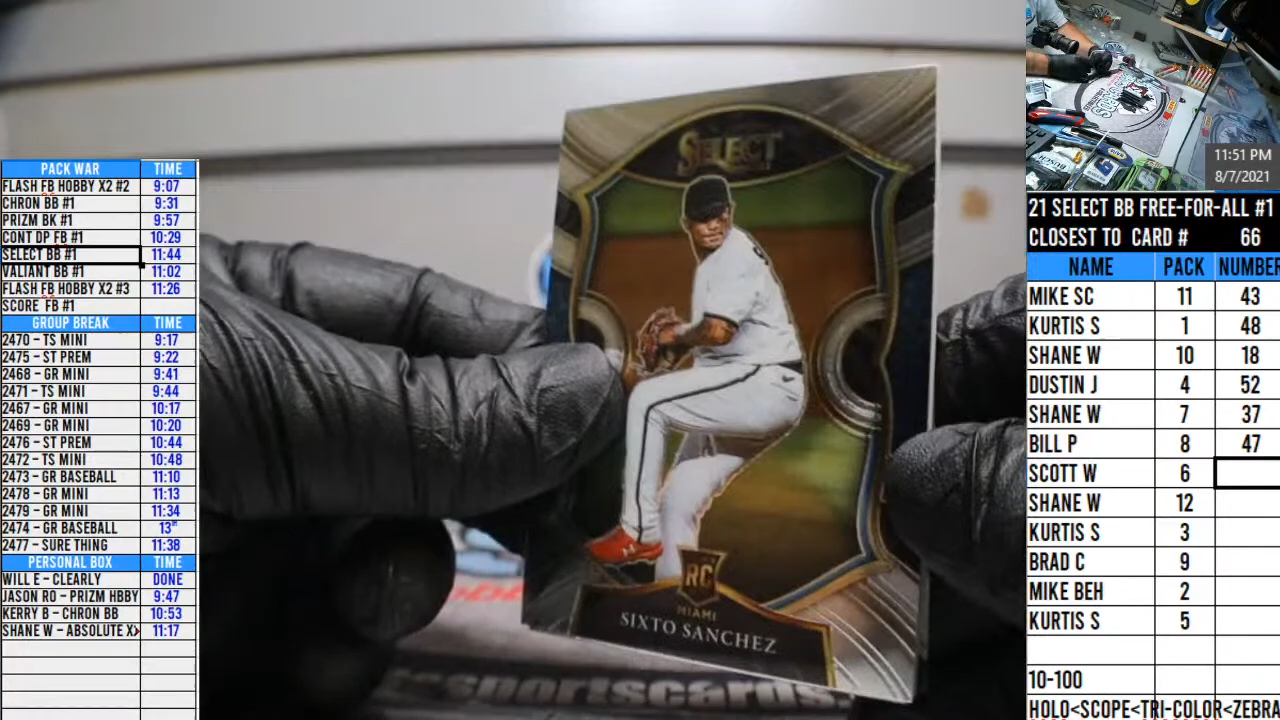 PACK WAR TIME
FLASH FB HOBBY X2 #2 9:07
CHRON BB #1 9:31
PRIZM BK #1 9:57
CONT DP FB #1 10:29
SELECT BB #1 11:44
VALIANT BB #1 11:02
FLASH FB HOBBY X2 #3 11:26
SCORE FB #1
GROUP BREAK TIME
2470 - TS MINI 9:17
2475 - ST PREM 9:22
2468 - GR MINI 9:41
2471 - TS MINI 9:44
2467 - GR MINI 10:17
2469 - GR MINI 10:20
2476 - ST PREM 10:44
2472 - TS MINI 10:48
2473 - GR BASEBALL 11:10
2478 - GR MINI 11:13
2479 - GR MINI 11:34
2474 - GR BASEBALL
2477 - SURE THING 11:38
PERSONAL BOX TIME
WILL E - CLEARLY DONE
JASON RO - PRIZM HBBY 9:47
KERRY B - CHRON BB 10:53
SHANE W - ABSOLUTE 11:17
SELECT
RC
MIAMI
SIXTO SANCHEZ
sportscards.
11:51 PM
8/7/2021
21 SELECT BB FREE-FOR-ALL #1
CLOSEST TO CARD # 66
NAME PACK NUMBER
MIKE SC 11 43
KURTIS S 1 48
SHANE W 10 18
DUSTIN J 4 52
SHANE W 7 37
BILL P 8 47
SCOTT W 6
SHANE W 12
KURTIS S 3
BRAD C 9
MIKE BEH 2
KURTIS S 5
10-100
HOLO<SCOPE<TRI-COLOR<ZEBRA